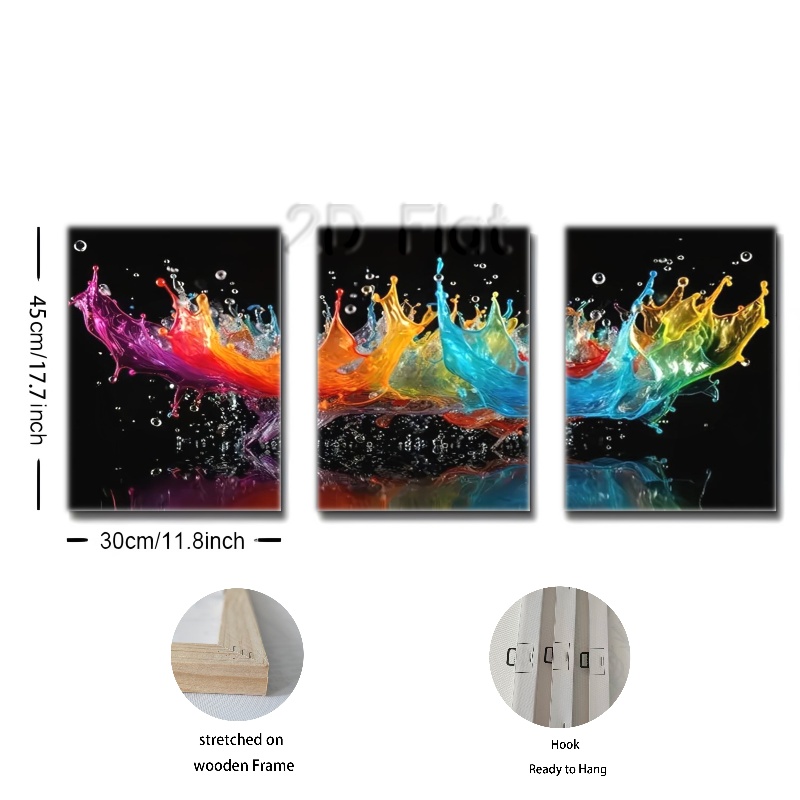 2D Flat
45cm/17.7inch
30cm/11.8inch
stretched on
wooden Frame
Hook
Ready to Hang